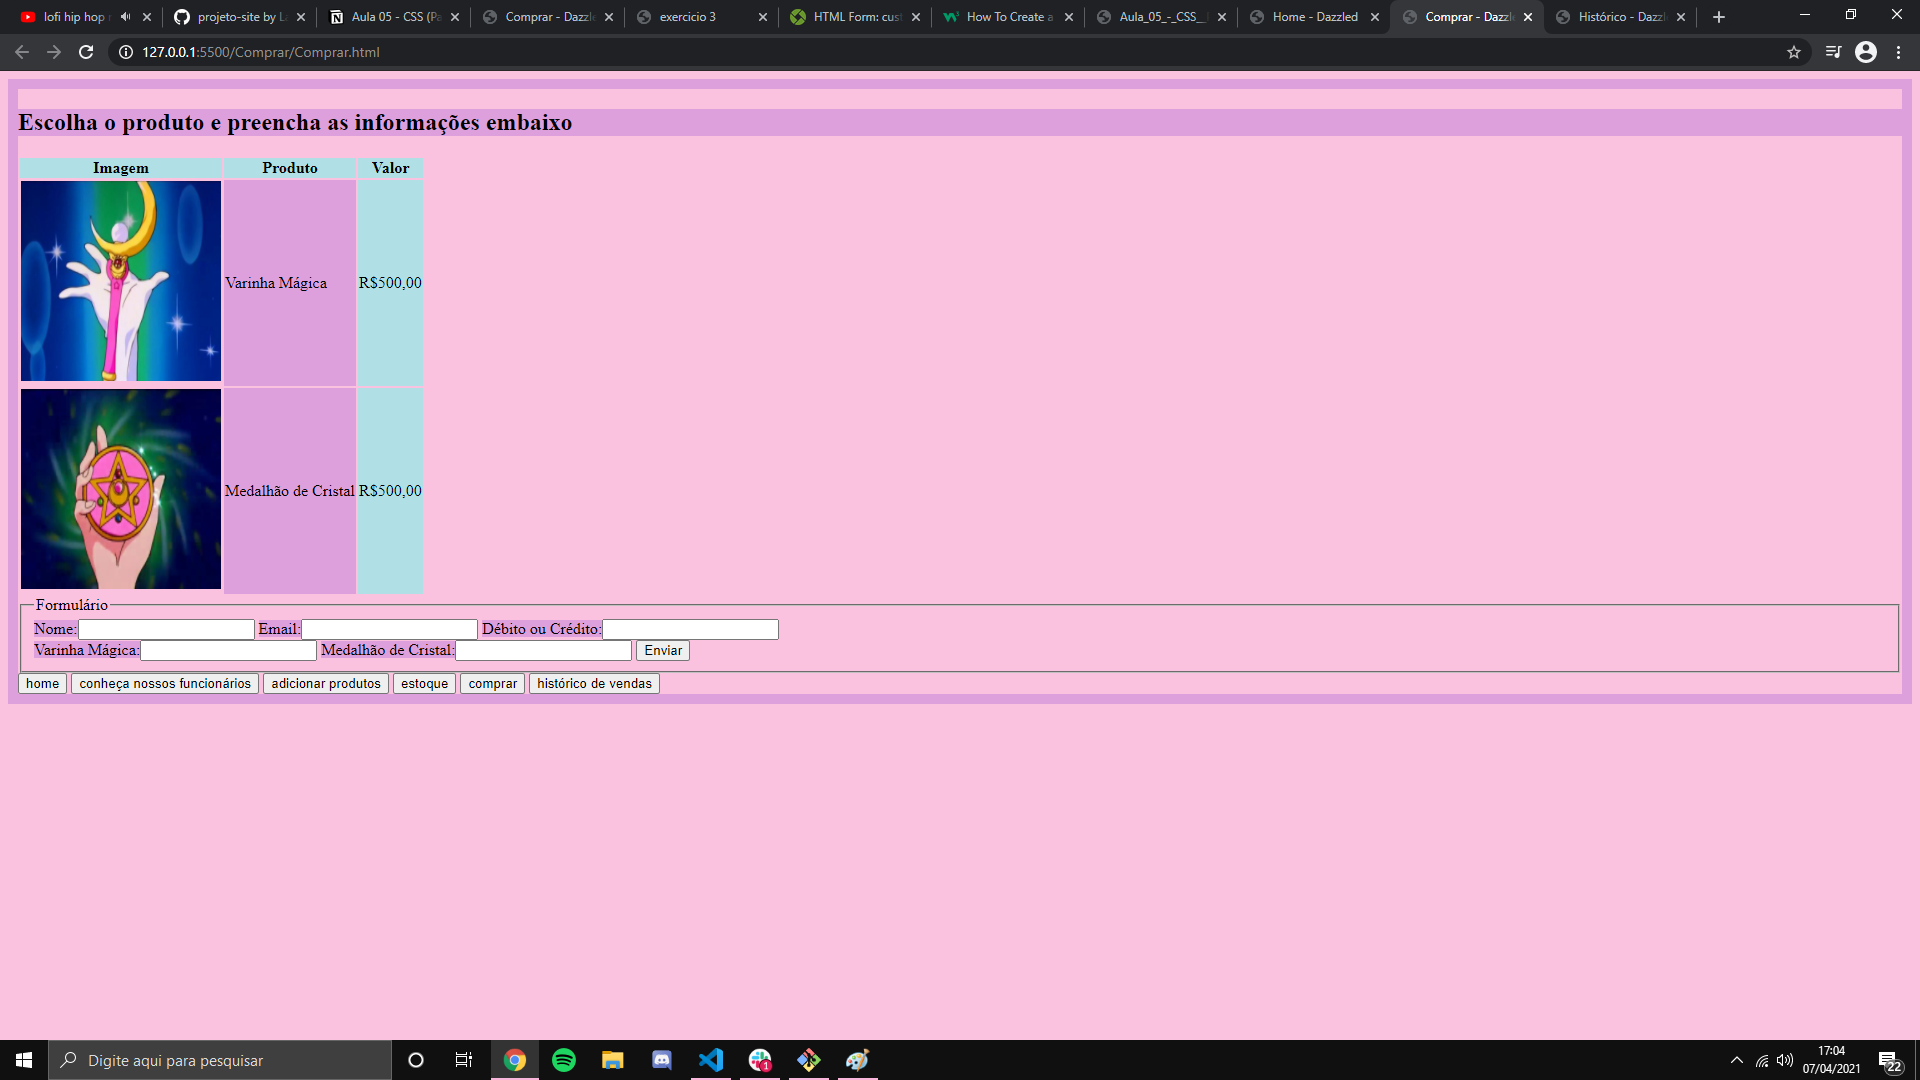 lofi hip hop
projeto-site by
Aula 05 - CSS
Comprar - Dazzle
exercicio 3
HTML Form:
How To Create
Aula_05_-_CSS_
Home - Dazzled
Comprar - Dazzle
Histórico - Dazzle
127.0.0.1:5500/Comprar/Comprar.html
Escolha o produto e preencha as informações embaixo
Imagem Produto Valor
Varinha Mágica R$500,00
Medalhão de Cristal R$500,00
Formulário
Nome: Email: Débito ou Crédito:
Varinha Mágica: Medalhão de Cristal: Enviar
home conheça nossos funcionários adicionar produtos estoque comprar histórico de vendas
Digite aqui para pesquisar
1
17:04
07/04/2021
22